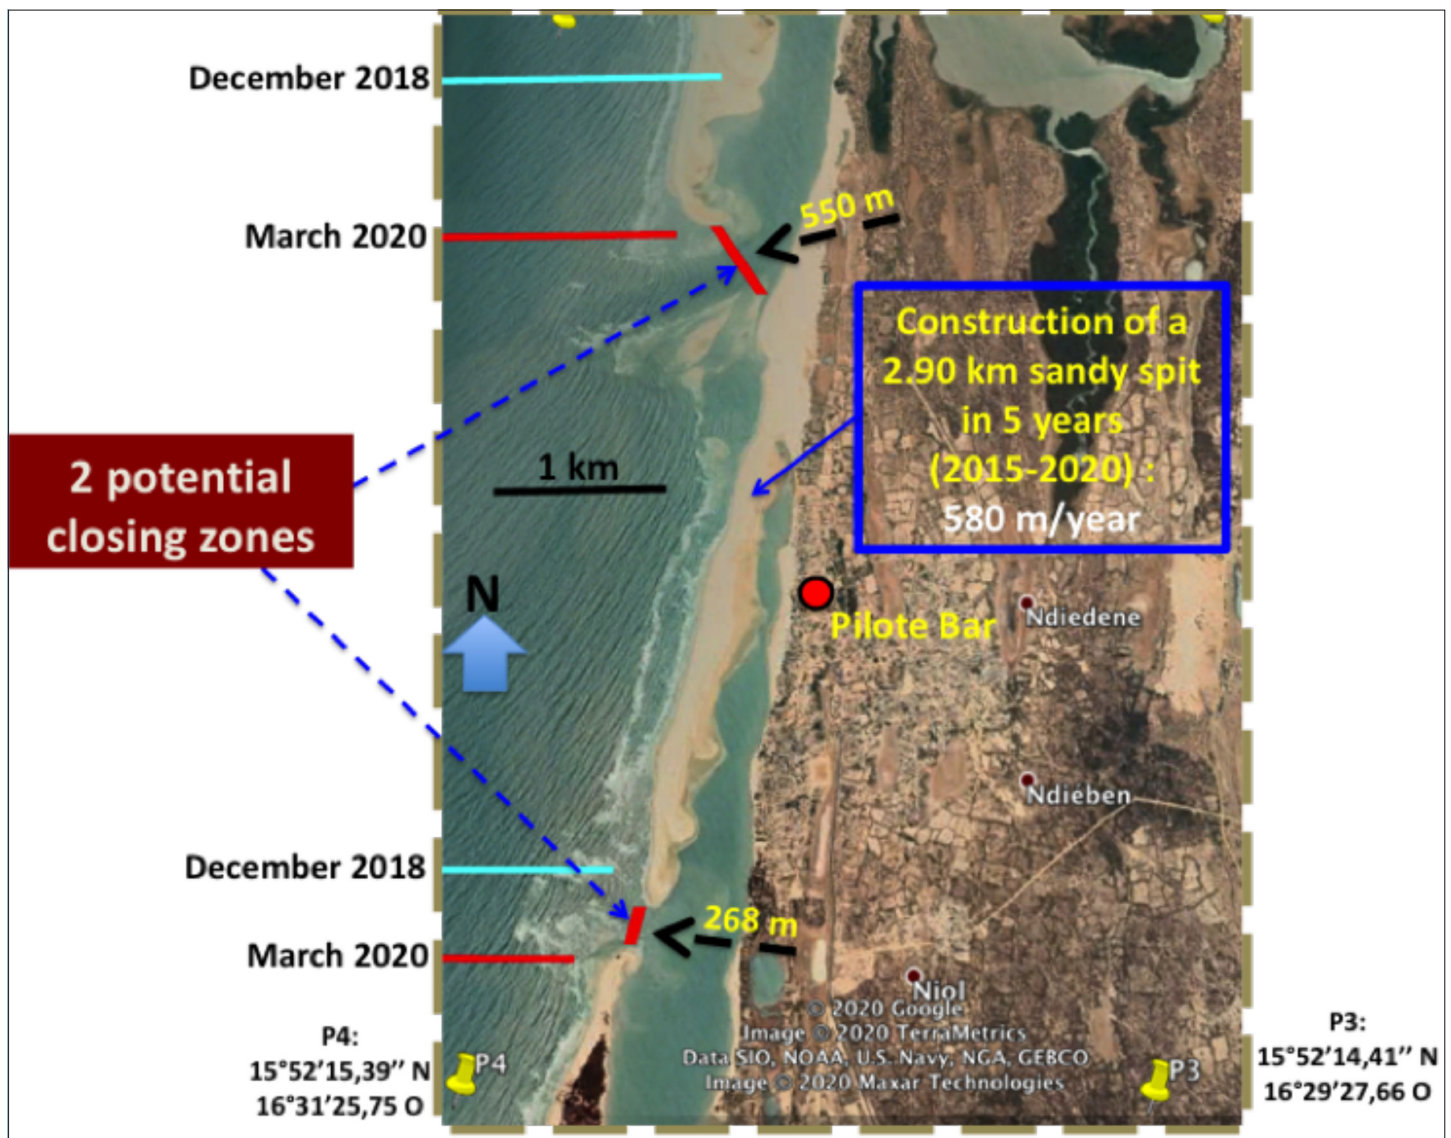 December 2018
March 2020
550 m
Construction of a
2.90 km sandy spit
in 5 years
(2015-2020) :
580 m/year
1 km
2 potential
closing zones
N
Pilote Bar
Ndiedene
Ndieben
December 2018
268 m
March 2020
Niol
© 2020 Google
Image © 2020 TerraMetrics
Data SIO, NOAA, U.S. Navy, NGA, GEBCO
Image © 2020 Maxar Technologies
P4
P3
P4:
15°52'15,39'' N
16°31'25,75 O
P3:
15°52'14,41'' N
16°29'27,66 O